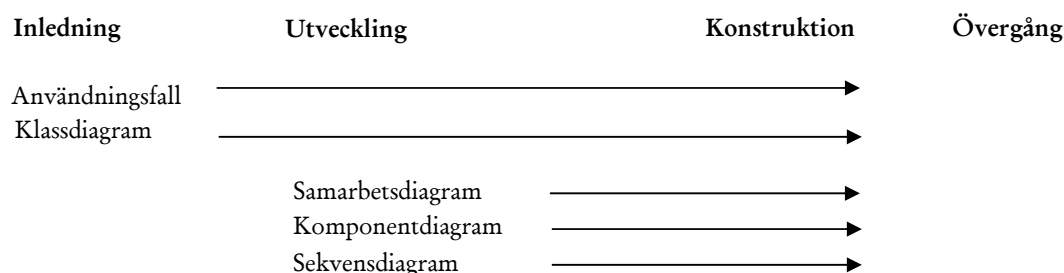 Inledning Utveckling Konstruktion Övergång
Användningsfall
Klassdiagram
Samarbetsdiagram
Komponentdiagram
Sekvensdiagram